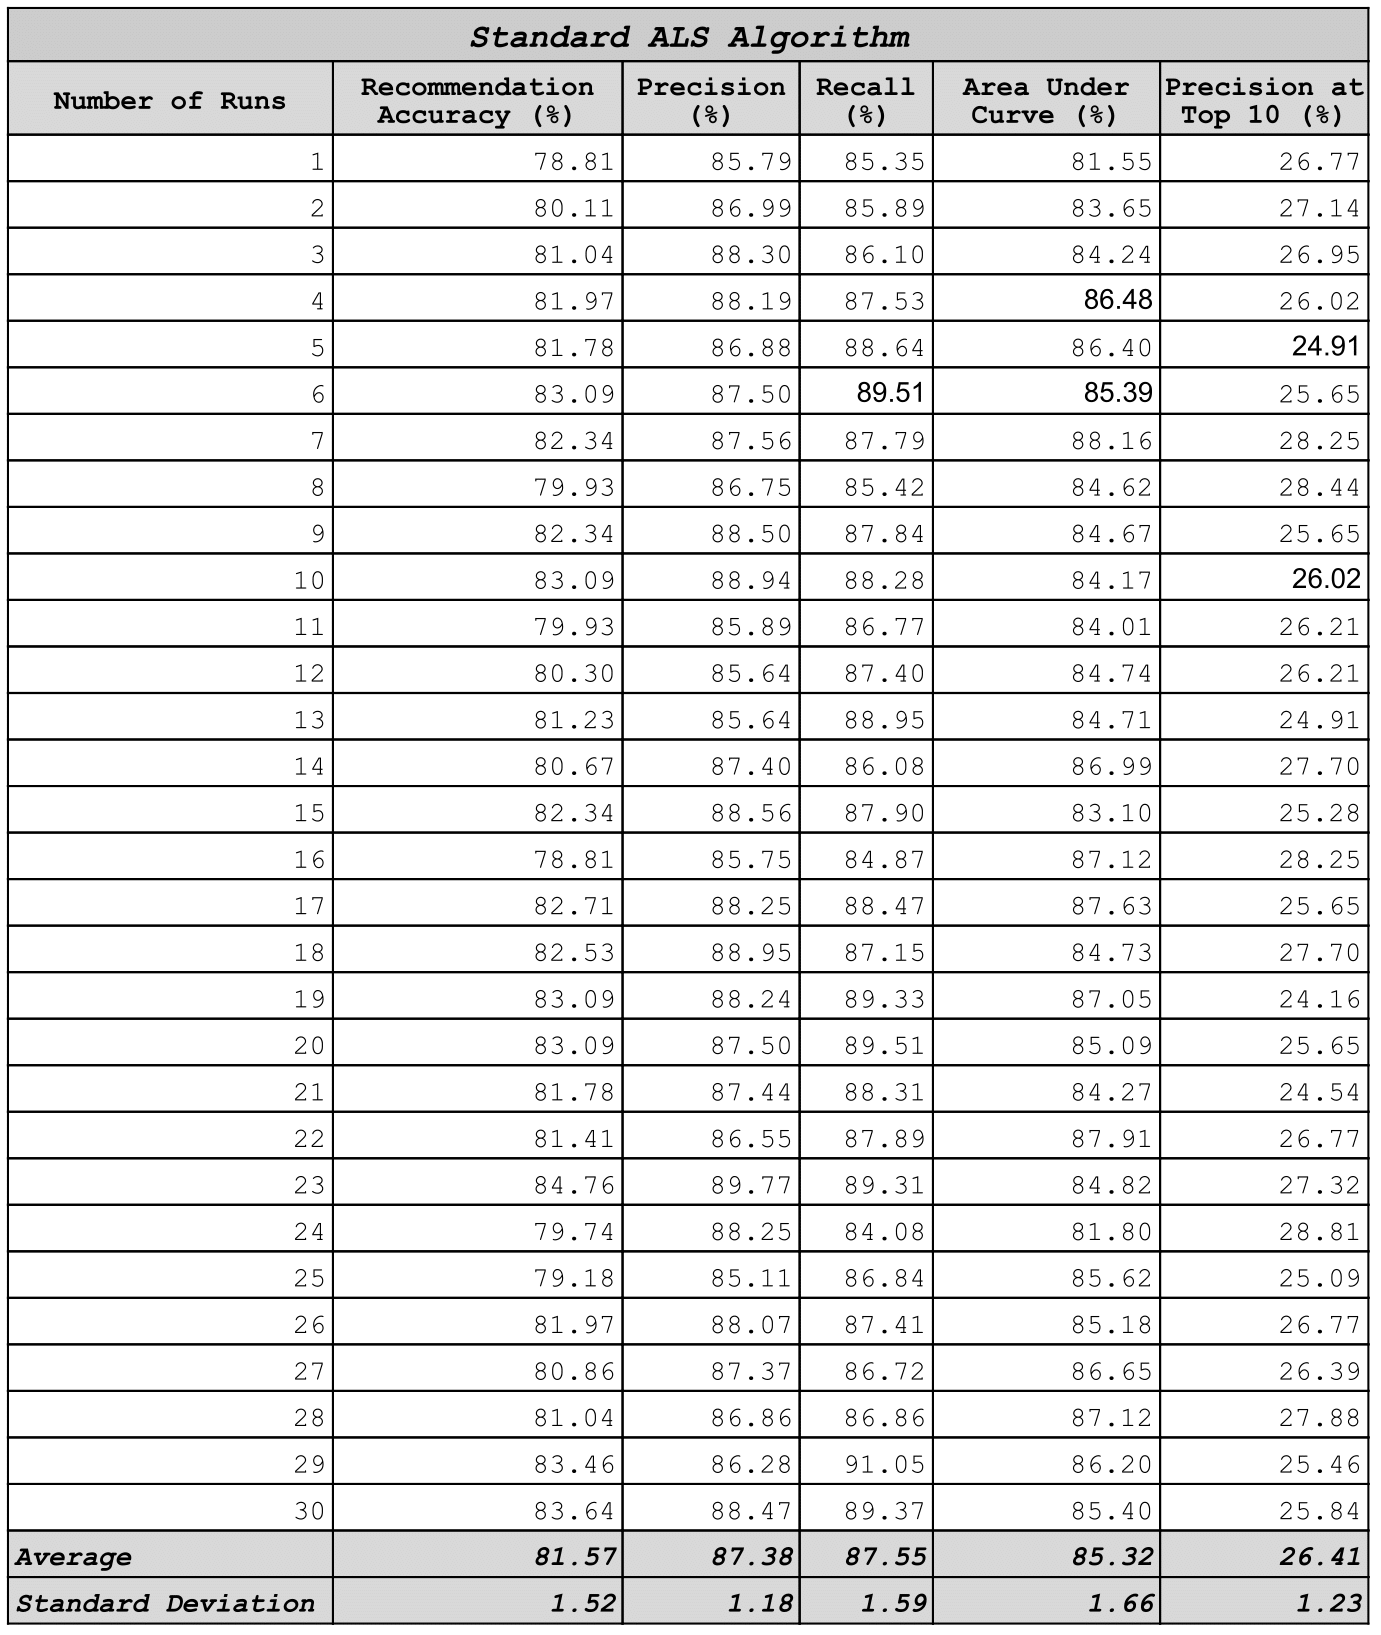 Standard ALS Algorithm
Number of Runs Recommendation Accuracy (%) Precision (%) Recall (%) Area Under Curve (%) Precision at Top 10 (%)
1 78.81 85.79 85.35 81.55 26.77
2 80.11 86.99 85.89 83.65 27.14
3 81.04 88.30 86.10 84.24 26.95
4 81.97 88.19 87.53 86.48 26.02
5 81.78 86.88 88.64 86.40 24.91
6 83.09 87.50 89.51 85.39 25.65
7 82.34 87.56 87.79 88.16 28.25
8 79.93 86.75 85.42 84.62 28.44
9 82.34 88.50 87.84 84.67 25.65
10 83.09 88.94 88.28 84.17 26.02
11 79.93 85.89 86.77 84.01 26.21
12 80.30 85.64 87.40 84.74 26.21
13 81.23 85.64 88.95 84.71 24.91
14 80.67 87.40 86.08 86.99 27.70
15 82.34 88.56 87.90 83.10 25.28
16 78.81 85.75 84.87 87.12 28.25
17 82.71 88.25 88.47 87.63 25.65
18 82.53 88.95 87.15 84.73 27.70
19 83.09 88.24 89.33 87.05 24.16
20 83.09 87.50 89.51 85.09 25.65
21 81.78 87.44 88.31 84.27 24.54
22 81.41 86.55 87.89 87.91 26.77
23 84.76 89.77 89.31 84.82 27.32
24 79.74 88.25 84.08 81.80 28.81
25 79.18 85.11 86.84 85.62 25.09
26 81.97 88.07 87.41 85.18 26.77
27 80.86 87.37 86.72 86.65 26.39
28 81.04 86.86 86.86 87.12 27.88
29 83.46 86.28 91.05 86.20 25.46
30 83.64 88.47 89.37 85.40 25.84
Average 81.57 87.38 87.55 85.32 26.41
Standard Deviation 1.52 1.18 1.59 1.66 1.23